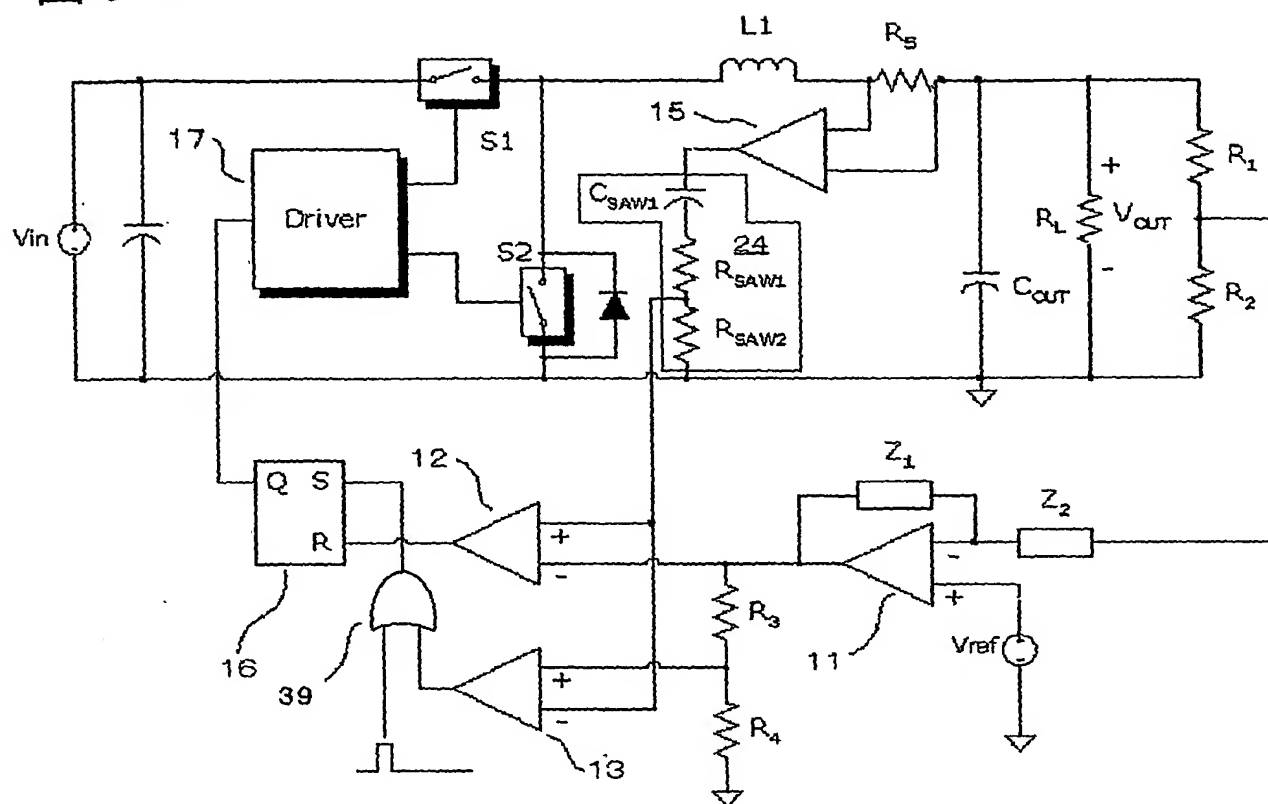 L1
R5
15
17
S1
R1
CSAW1
+
Driver
24
RL
VOUT
Vin
S2
RSAW1
-
COUT
R2
RSAW2
12
Z1
Q
S
Z2
+
R
-
-
+
R3
11
Vref
16
39
+
-
R4
13